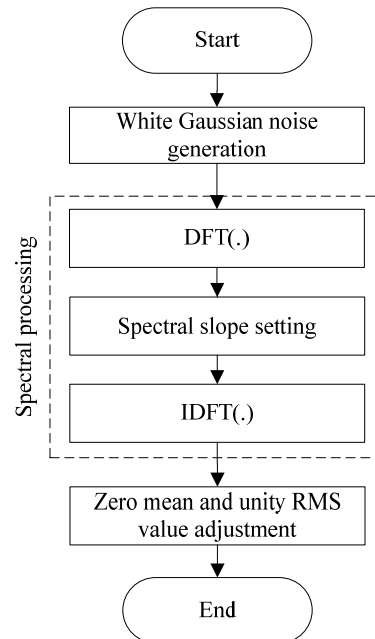 Start
White Gaussian noise
generation
Spectral processing
DFT(.)
Spectral slope setting
IDFT(.)
Zero mean and unity RMS
value adjustment
End